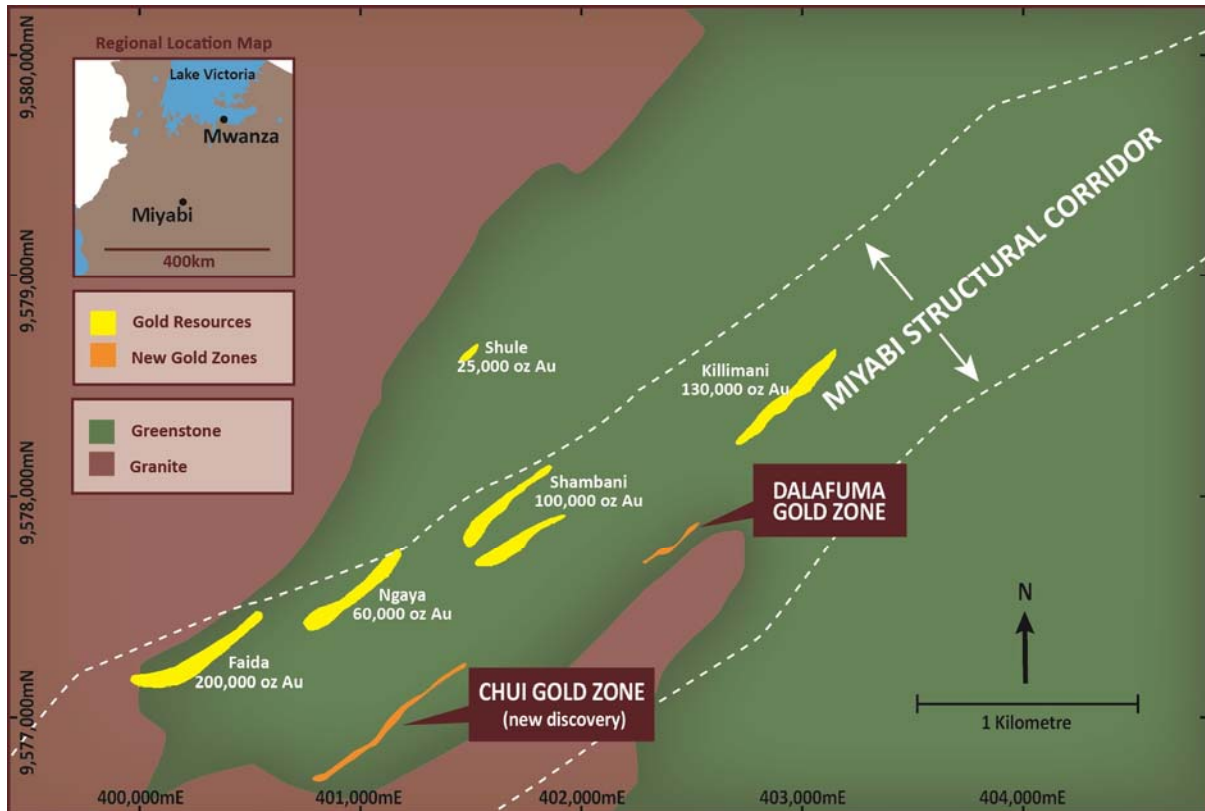 Regional Location Map
Lake Victoria
Mwanza
Miyabi
400km
Gold Resources
New Gold Zones
Greenstone
Granite
9,580,000mN
9,579,000mN
9,578,000mN
9,577,000mN
MIYABI STRUCTURAL CORRIDOR
Shule
25,000 oz Au
Killimani
130,000 oz Au
Shambani
100,000 oz Au
DALAFUMA
GOLD ZONE
Ngaya
60,000 oz Au
Faida
200,000 oz Au
CHUI GOLD ZONE
(new discovery)
N
1 Kilometre
400,000mE
401,000mE
402,000mE
403,000mE
404,000mE